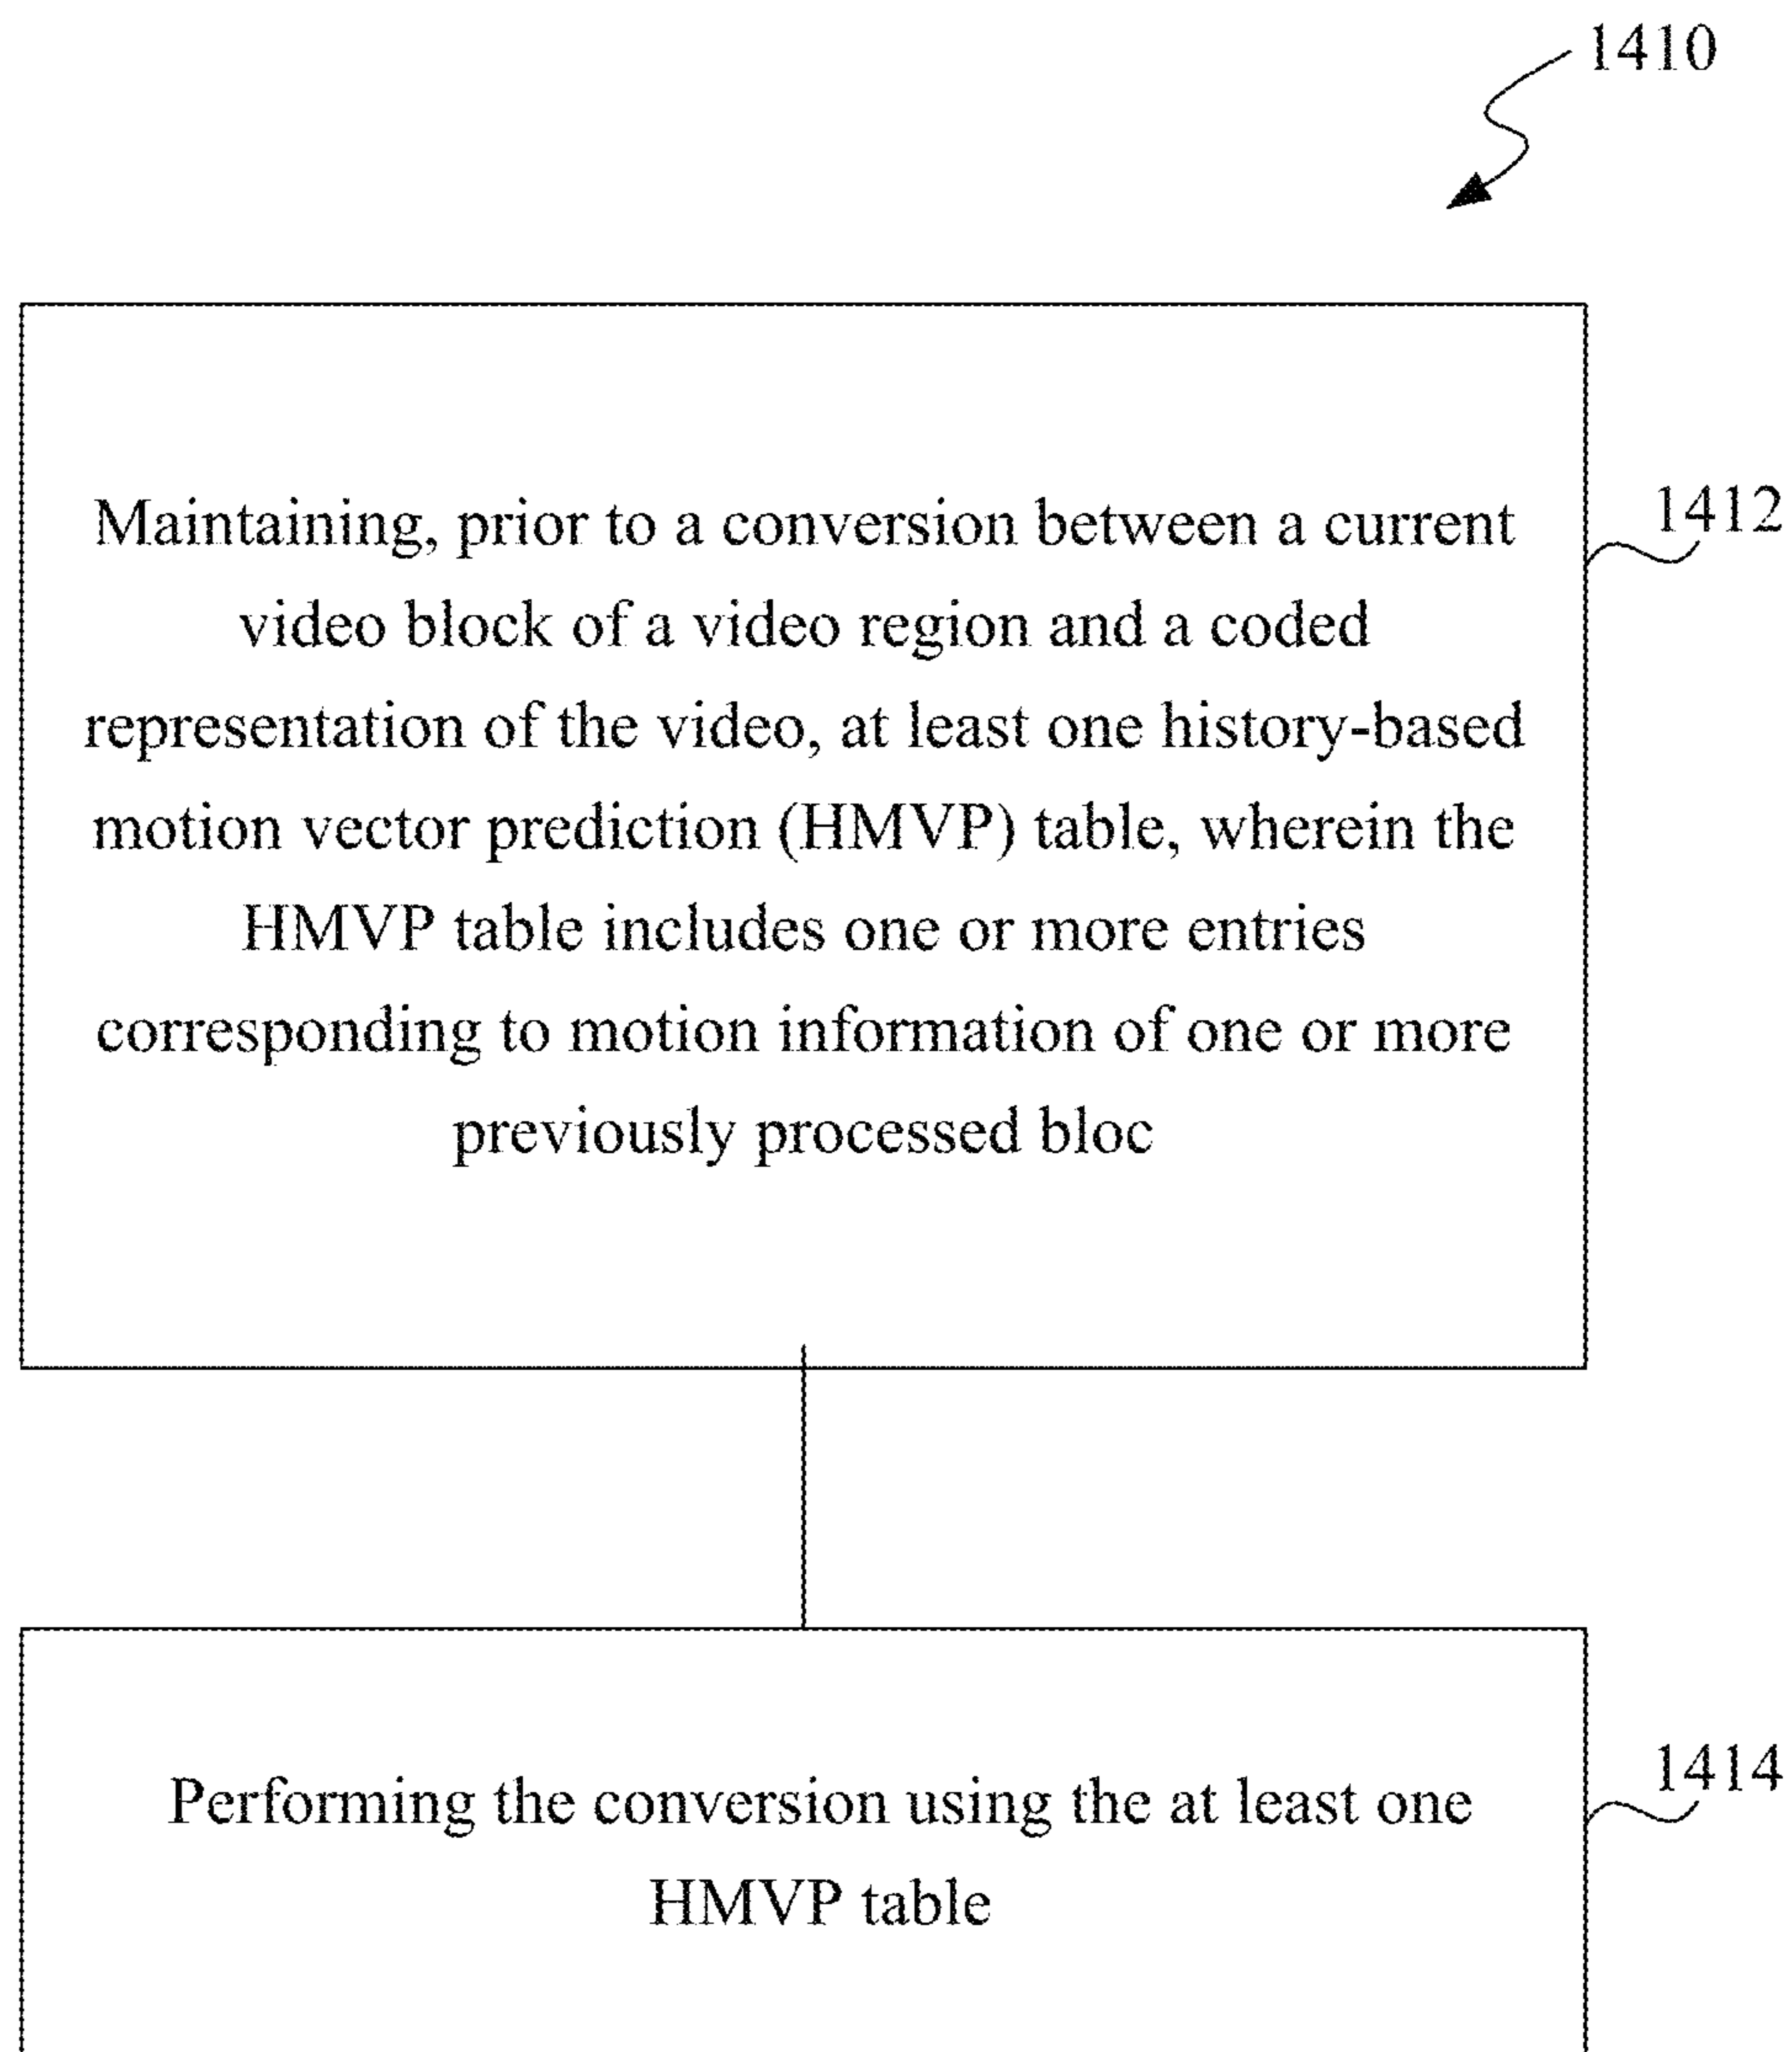 1410
Maintaining, prior to a conversion between a current
1412
video block of a video region and a coded
representation of the video, at least one history-based
motion vector prediction (HMVP) table, wherein the
HMVP table includes one or more entries
corresponding to motion information of one or more
previously processed bloc
1414
Performing the conversion using the at least one
HMVP table